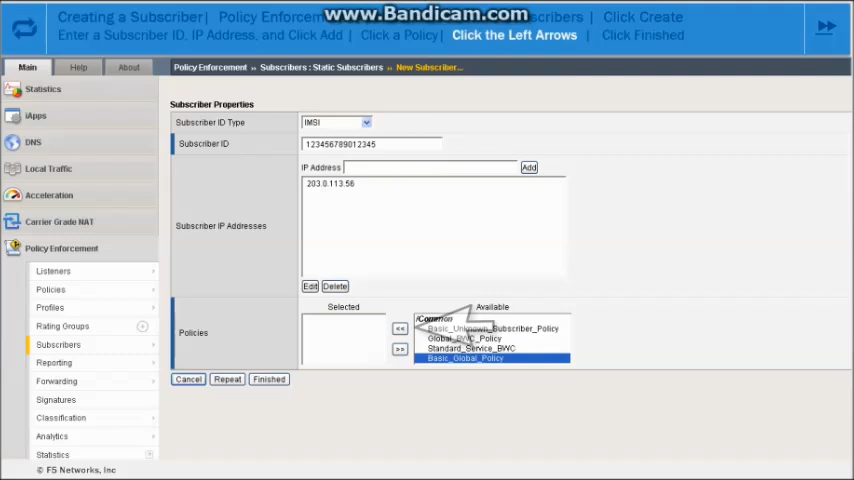 www.Bandicam.com
Creating a Subscriber| Policy Enforcem scribers | Click Create
Enter a Subscriber ID, IP Address, and Click Add | Click a Policy| Click the Left Arrows | Click Finished
Main Help About
Policy Enforcement » Subscribers : Static Subscribers » New Subscriber...
Statistics
iApps
DNS
Local Traffic
Acceleration
Carrier Grade NAT
Policy Enforcement
Listeners
Policies
Profiles
Rating Groups
Subscribers
Reporting
Forwarding
Signatures
Classification
Analytics
Statistics
© F5 Networks, Inc
Subscriber Properties
Subscriber ID Type IMSI
Subscriber ID 123456789012345
IP Address Add
203.0.113.56
Subscriber IP Addresses
Edit Delete
Selected Available
Policies
<<
>>
/Common
Basic_Unknown_Subscriber_Policy
Global_BWC_Policy
Standard_Service_BWC
Basic_Global_Policy
Cancel Repeat Finished